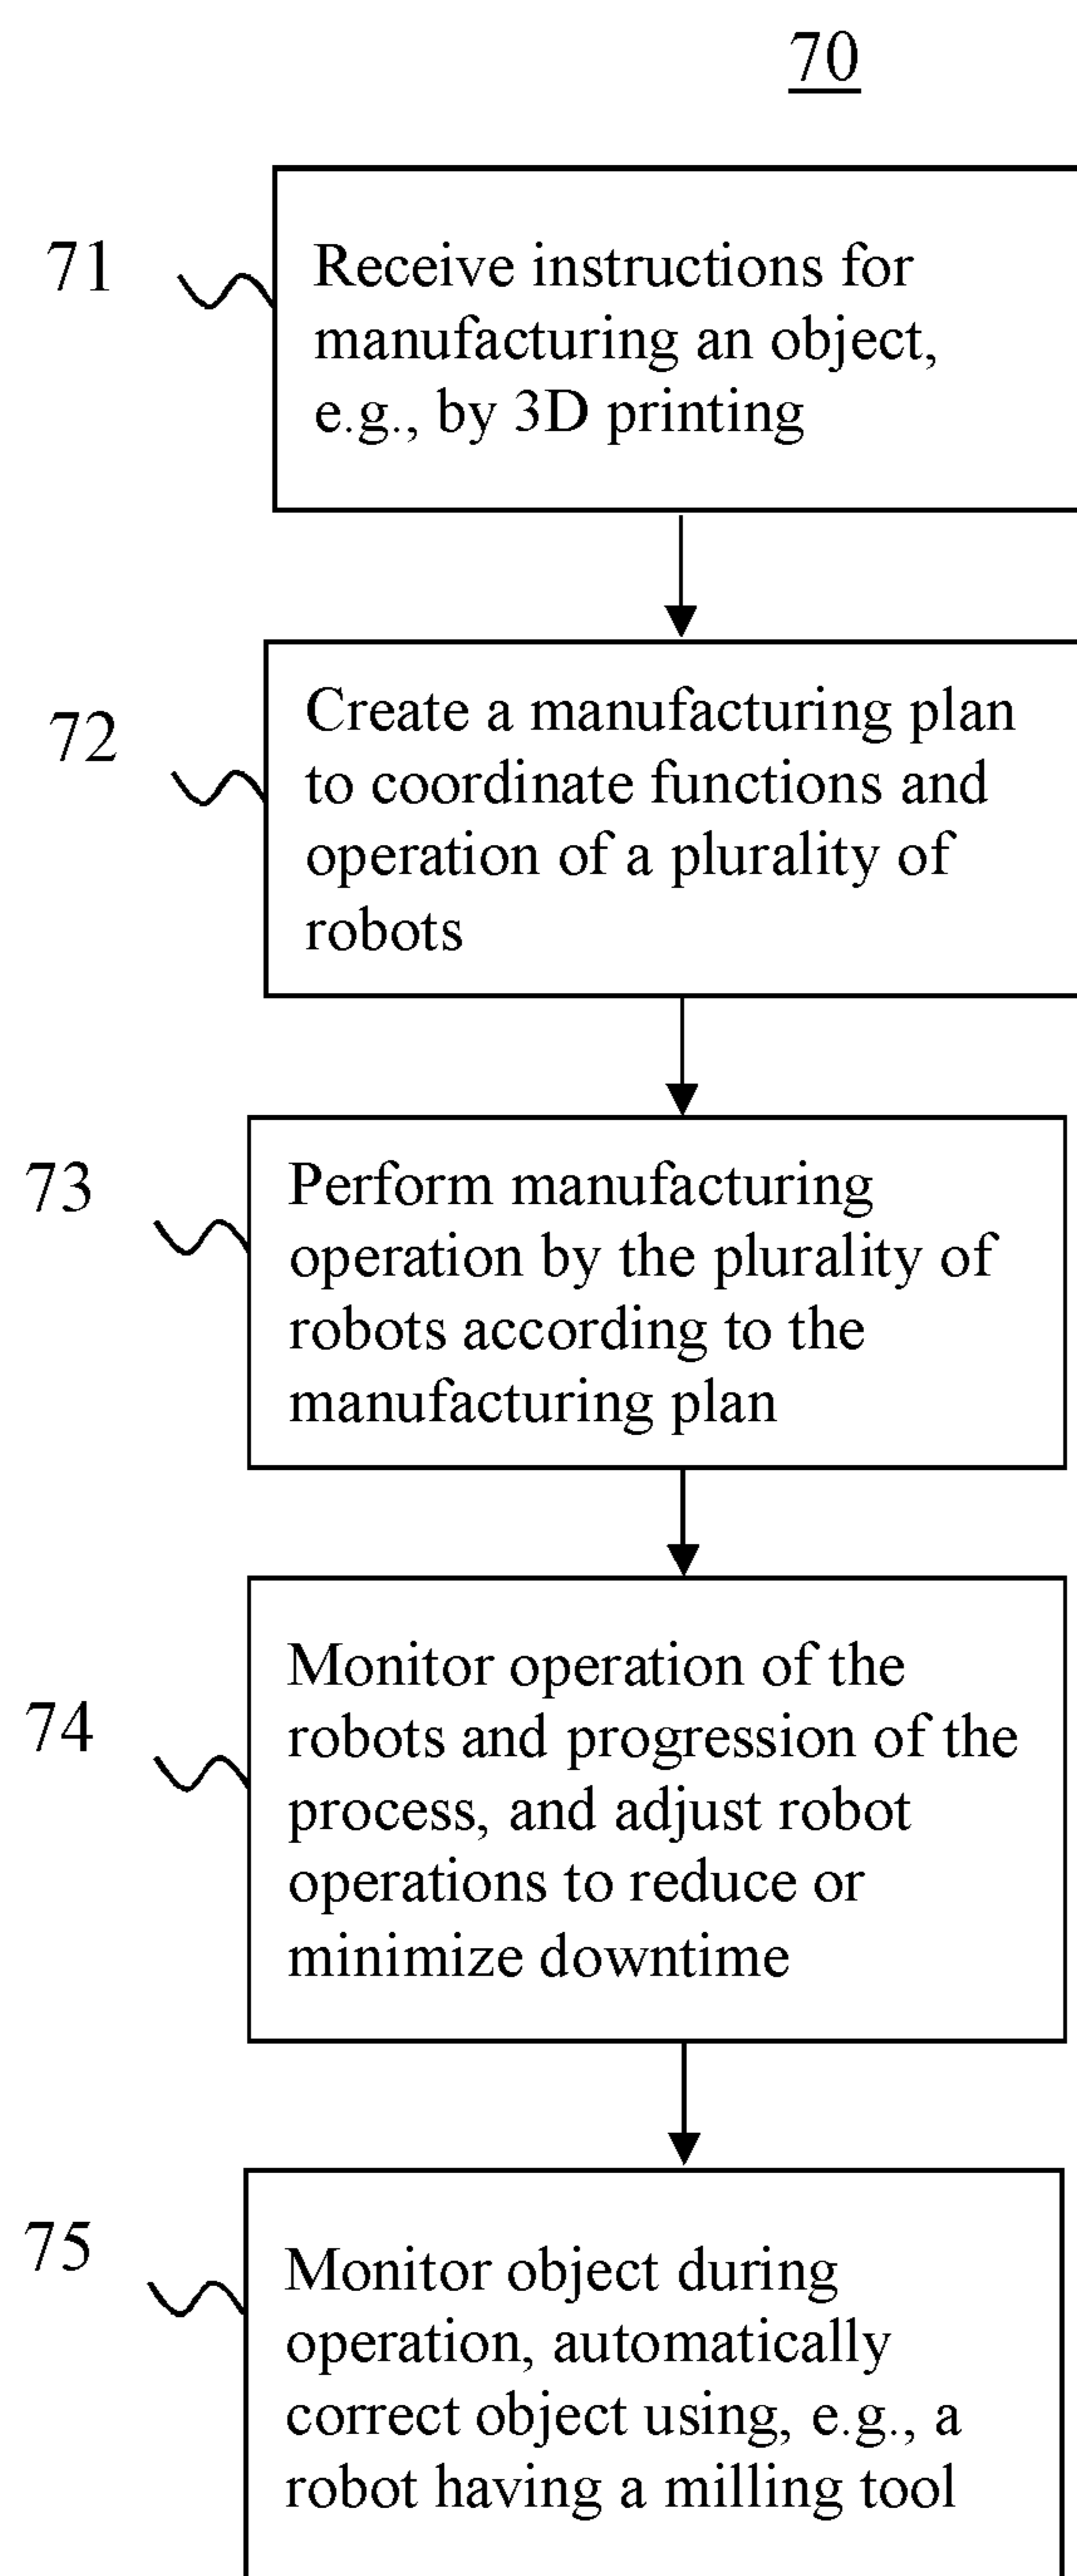 70
71
Receive instructions for
manufacturing an object,
e.g., by 3D printing
72
Create a manufacturing plan
to coordinate functions and
operation of a plurality of
robots
73
Perform manufacturing
operation by the plurality of
robots according to the
manufacturing plan
74
Monitor operation of the
robots and progression of the
process, and adjust robot
operations to reduce or
minimize downtime
75
Monitor object during
operation, automatically
correct object using, e.g., a
robot having a milling tool